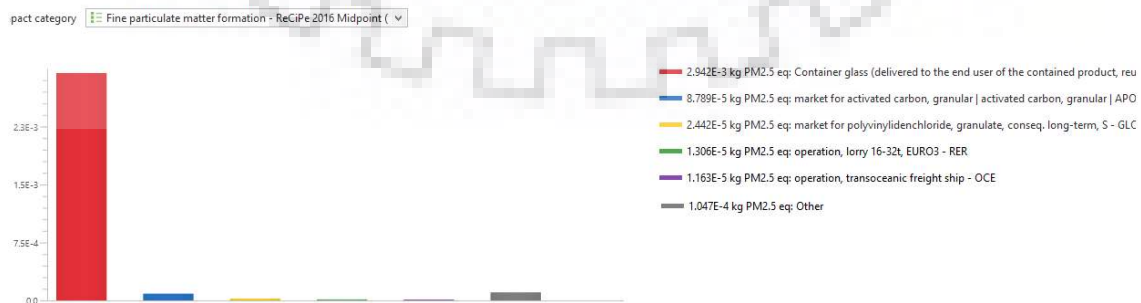 pact category Fine particulate matter formation - ReCiPe 2016 Midpoint (
2.3E-3
1.5E-3
7.5E-4
0.0
2.942E-3 kg PM2.5 eq: Container glass (delivered to the end user of the contained product, reu
8.789E-5 kg PM2.5 eq: market for activated carbon, granular | activated carbon, granular | APO
2.442E-5 kg PM2.5 eq: market for polyvinylidenchloride, granulate, conseq. long-term, S - GLC
1.306E-5 kg PM2.5 eq: operation, lorry 16-32t, EURO3 - RER
1.163E-5 kg PM2.5 eq: operation, transoceanic freight ship - OCE
1.047E-4 kg PM2.5 eq: Other